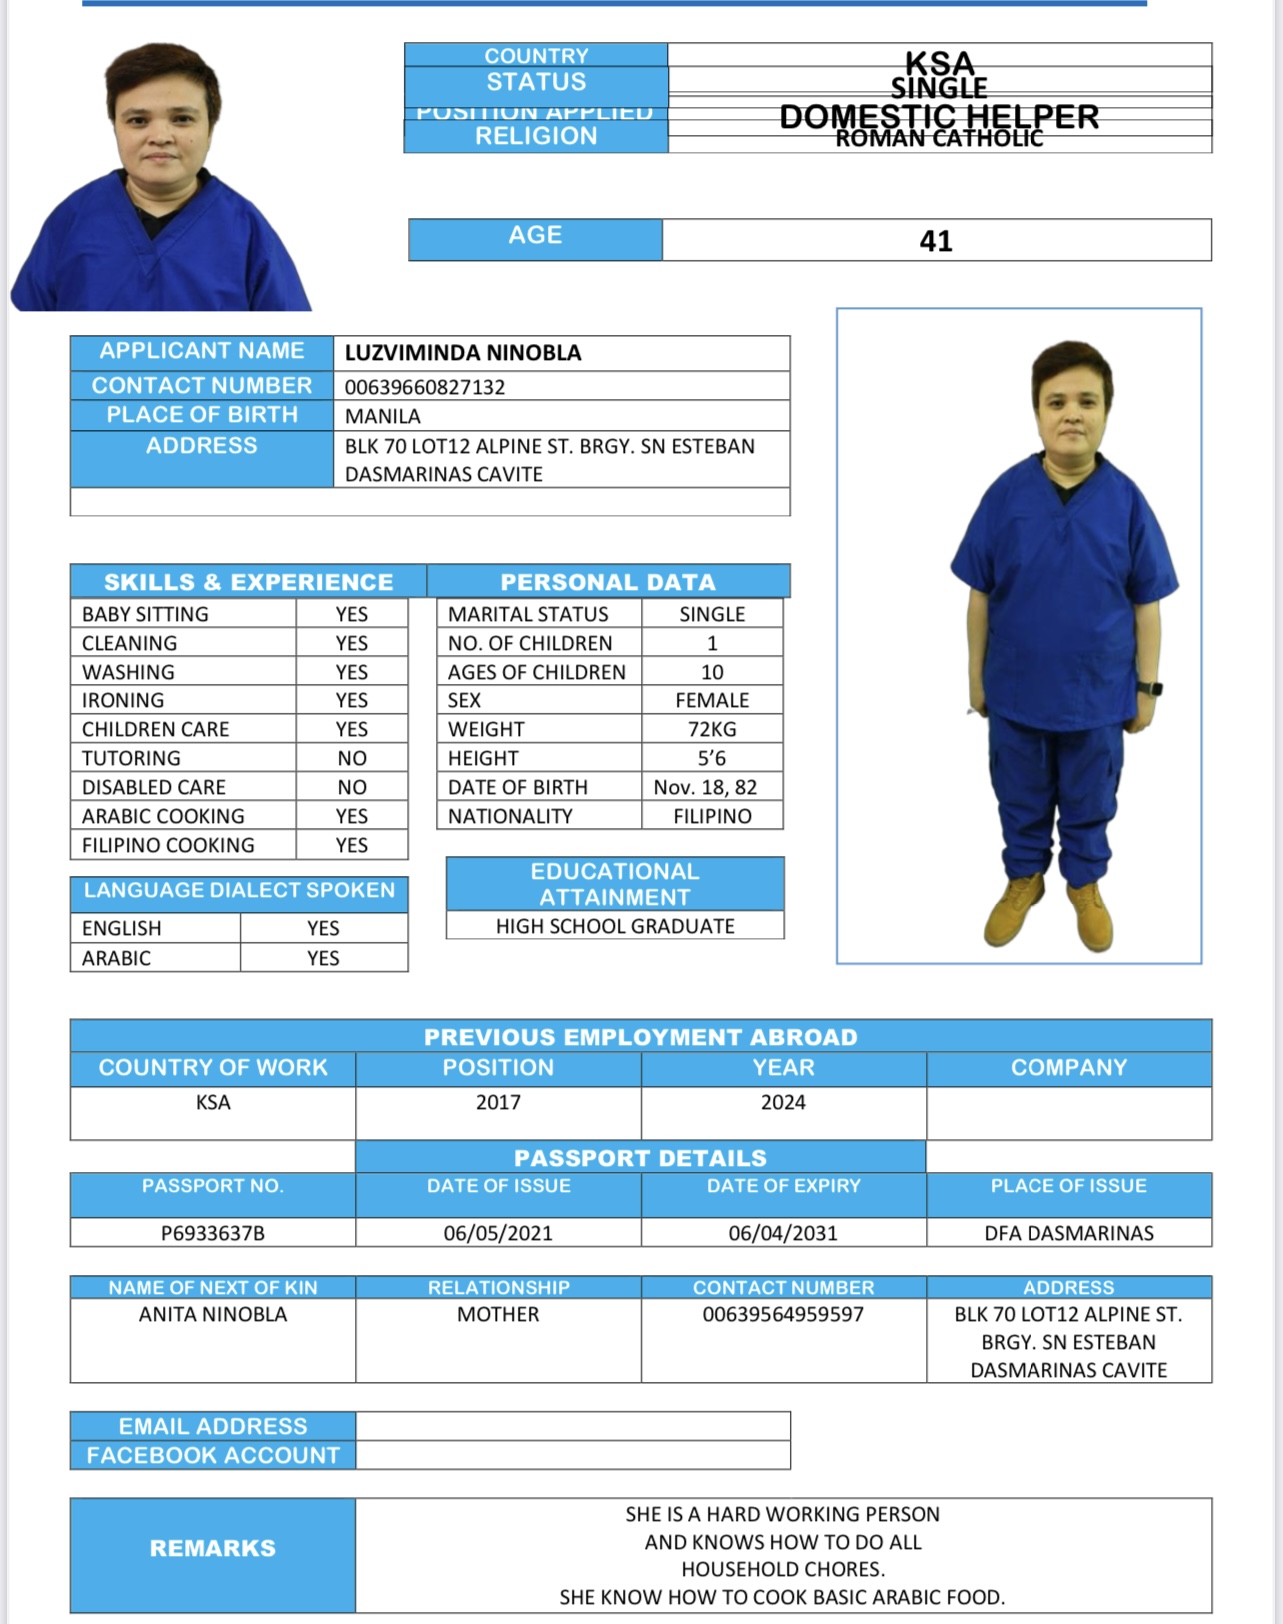 COUNTRY KSA
STATUS SINGLE
POSITION APPLIED DOMESTIC HELPER
RELIGION ROMAN CATHOLIC
AGE 41
APPLICANT NAME LUZVIMINDA NINOBLA
CONTACT NUMBER 00639660827132
PLACE OF BIRTH MANILA
ADDRESS BLK 70 LOT12 ALPINE ST. BRGY. SN ESTEBAN
DASMARINAS CAVITE
SKILLS & EXPERIENCE
BABY SITTING YES
CLEANING YES
WASHING YES
IRONING YES
CHILDREN CARE YES
TUTORING NO
DISABLED CARE NO
ARABIC COOKING YES
FILIPINO COOKING YES
LANGUAGE DIALECT SPOKEN
ENGLISH YES
ARABIC YES
PERSONAL DATA
MARITAL STATUS SINGLE
NO. OF CHILDREN 1
AGES OF CHILDREN 10
SEX FEMALE
WEIGHT 72KG
HEIGHT 5’6
DATE OF BIRTH Nov. 18, 82
NATIONALITY FILIPINO
EDUCATIONAL
ATTAINMENT
HIGH SCHOOL GRADUATE
PREVIOUS EMPLOYMENT ABROAD
COUNTRY OF WORK POSITION YEAR COMPANY
KSA 2017 2024
PASSPORT DETAILS
PASSPORT NO. DATE OF ISSUE DATE OF EXPIRY PLACE OF ISSUE
P6933637B 06/05/2021 06/04/2031 DFA DASMARINAS
NAME OF NEXT OF KIN RELATIONSHIP CONTACT NUMBER ADDRESS
ANITA NINOBLA MOTHER 00639564959597 BLK 70 LOT12 ALPINE ST.
BRGY. SN ESTEBAN
DASMARINAS CAVITE
EMAIL ADDRESS
FACEBOOK ACCOUNT
REMARKS
SHE IS A HARD WORKING PERSON
AND KNOWS HOW TO DO ALL
HOUSEHOLD CHORES.
SHE KNOW HOW TO COOK BASIC ARABIC FOOD.